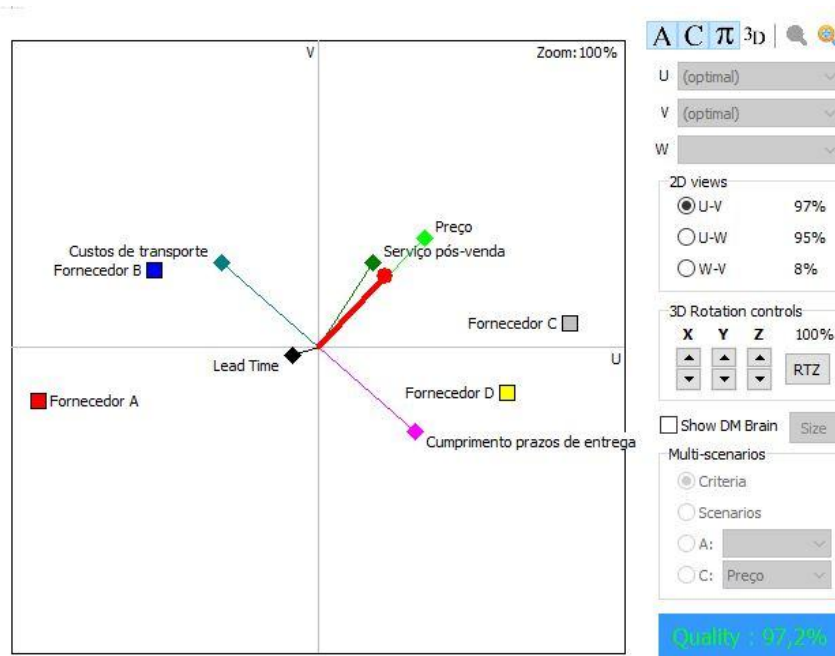 V
Zoom: 100%
Preço
Custos de transporte
Serviço pós-venda
Fornecedor B
Fornecedor C
Lead Time
U
Fornecedor D
Fornecedor A
Cumprimento prazos de entrega
A C π 3D
U (optimal)
V (optimal)
W
2D views
U-V 97%
U-W 95%
W-V 8%
3D Rotation controls
X Y Z 100%
RTZ
Show DM Brain Size
Multi-scenarios
Criteria
Scenarios
A:
C: Preço
Quality : 97,2%